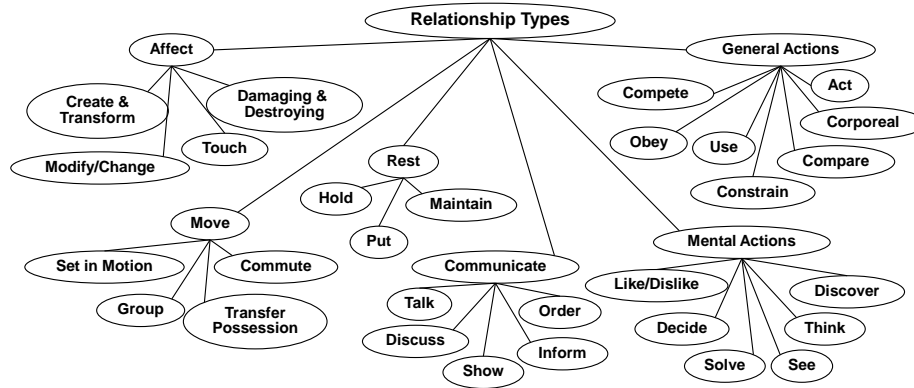 Relationship Types
Affect
General Actions
Create &
Transform
Damaging &
Destroying
Touch
Modify/Change
Compete
Act
Corporeal
Obey
Use
Compare
Constrain
Rest
Hold
Maintain
Put
Move
Set in Motion
Commute
Group
Transfer
Possession
Communicate
Talk
Order
Discuss
Inform
Show
Mental Actions
Like/Dislike
Discover
Decide
Think
Solve
See